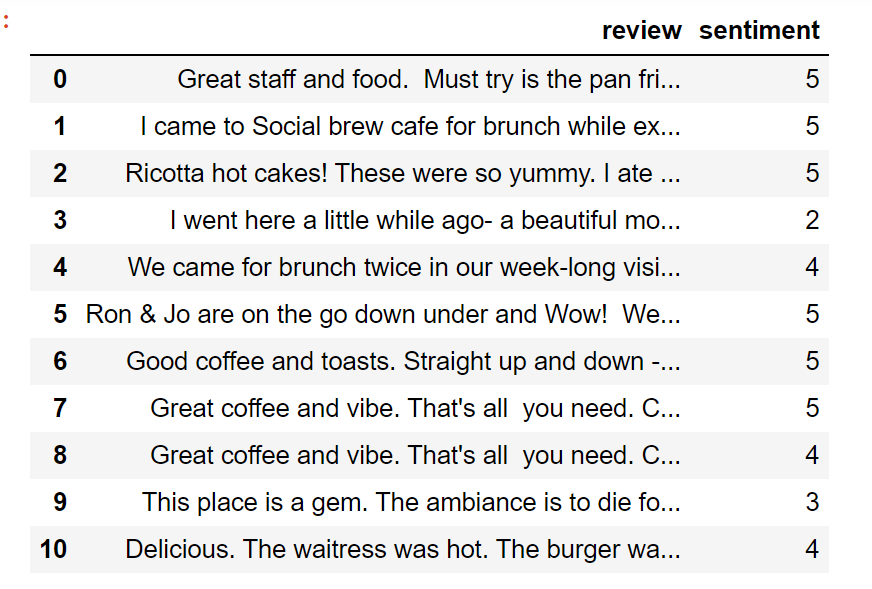 :
review sentiment
0 Great staff and food.  Must try is the pan fri... 5
1 I came to Social brew cafe for brunch while ex... 5
2 Ricotta hot cakes! These were so yummy. I ate ... 5
3 I went here a little while ago- a beautiful mo... 2
4 We came for brunch twice in our week-long visi... 4
5 Ron & Jo are on the go down under and Wow!  We... 5
6 Good coffee and toasts. Straight up and down -... 5
7 Great coffee and vibe. That's all  you need. C... 5
8 Great coffee and vibe. That's all  you need. C... 4
9 This place is a gem. The ambiance is to die fo... 3
10 Delicious. The waitress was hot. The burger wa... 4